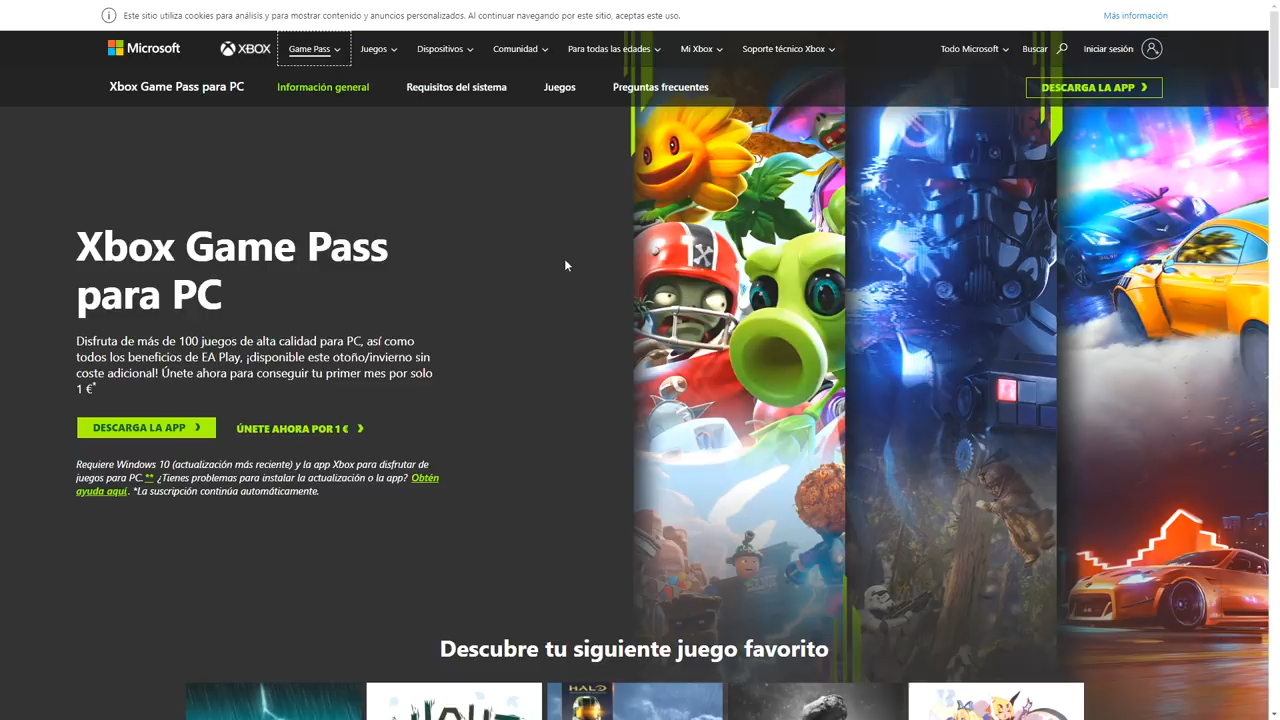 Este sitio utiliza cookies para análisis y para mostrar contenido y anuncios personalizados. Al continuar navegando por este sitio, aceptas este uso.
Más información
Microsoft
XBOX
Game Pass
Juegos
Dispositivos
Comunidad
Para todas las edades
Mi Xbox
Soporte técnico Xbox
Todo Microsoft
Buscar
Iniciar sesión
Xbox Game Pass para PC
Información general
Requisitos del sistema
Juegos
Preguntas frecuentes
DESCARGA LA APP
Xbox Game Pass
para PC
Disfruta de más de 100 juegos de alta calidad para PC, así como
todos los beneficios de EA Play, ¡disponible este otoño/invierno sin
coste adicional! Únete ahora para conseguir tu primer mes por solo
1 €*
DESCARGA LA APP
ÚNETE AHORA POR 1 €
Requiere Windows 10 (actualización más reciente) y la app Xbox para disfrutar de
juegos para PC.** ¿Tienes problemas para instalar la actualización o la app? Obtén
ayuda aquí. *La suscripción continúa automáticamente.
Descubre tu siguiente juego favorito
HALO